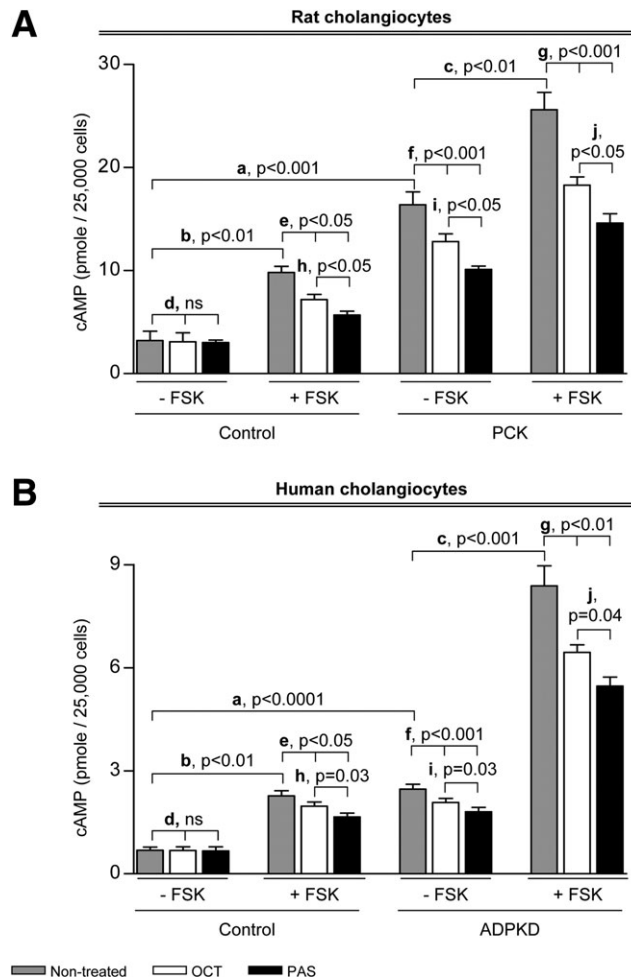 A
Rat cholangiocytes
cAMP (pmole / 25,000 cells)
30
20
10
0
g, p<0.001
c, p<0.01
j,
p<0.05
f, p<0.001
a, p<0.001
i, p<0.05
e, p<0.05
b, p<0.01
h, p<0.05
d, ns
- FSK
+ FSK
- FSK
+ FSK
Control
PCK
B
Human cholangiocytes
cAMP (pmole / 25,000 cells)
9
6
3
0
g, p<0.01
c, p<0.001
j,
p=0.04
a, p<0.0001
f, p<0.001
e, p<0.05
b, p<0.01
h, p=0.03
i, p=0.03
d, ns
- FSK
+ FSK
- FSK
+ FSK
Control
ADPKD
Non-treated
OCT
PAS